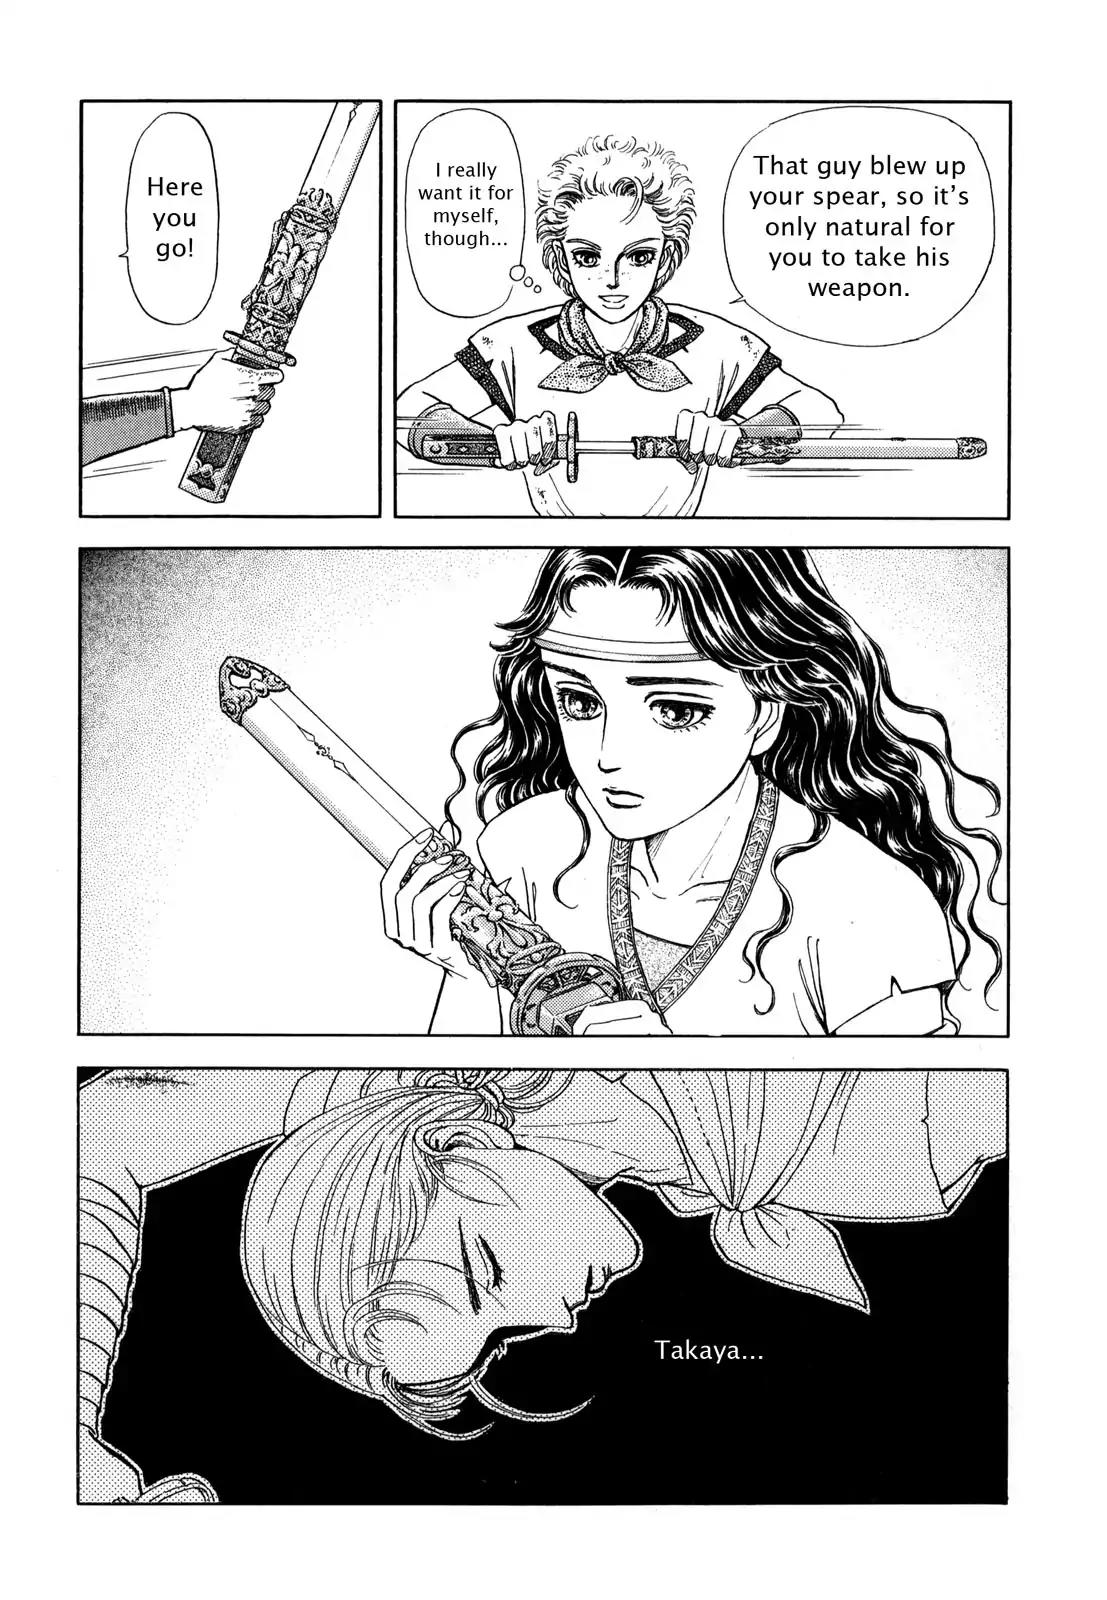 That guy blew up
your spear, so it's
only natural for
you to take his
weapon.
I really
want it for
myself,
though...
Here
you
go!
Takaya...